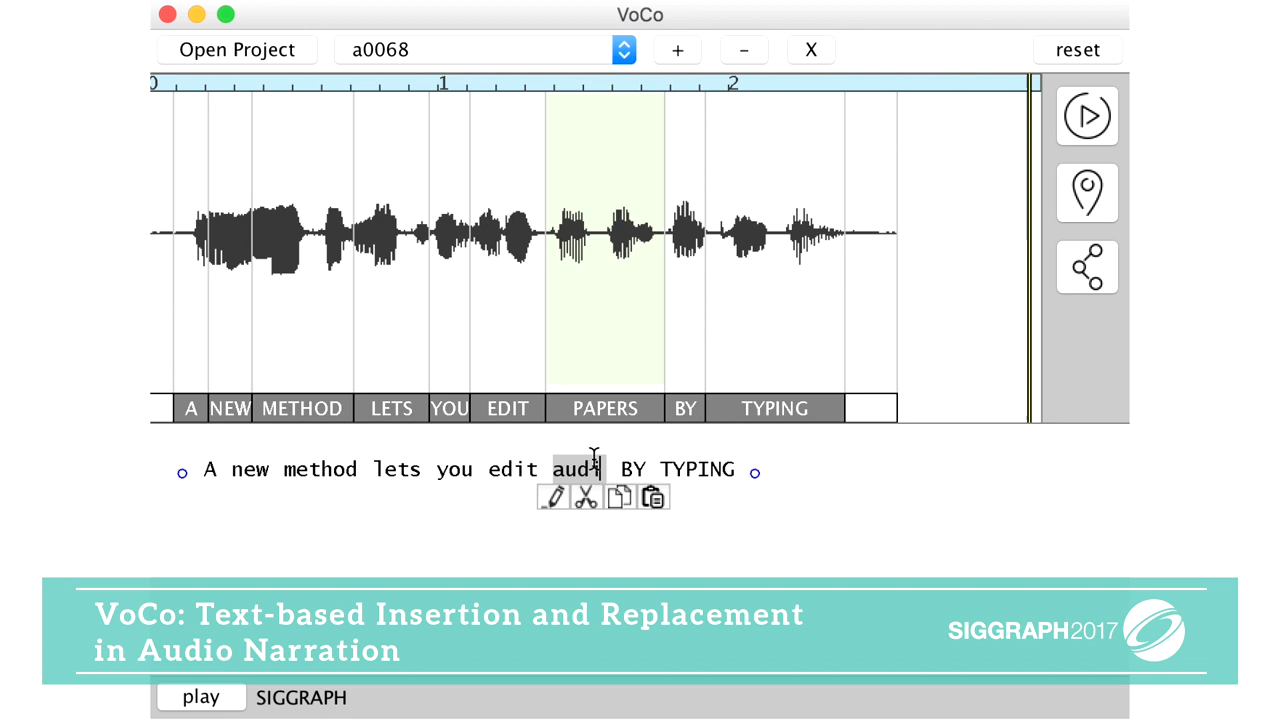 VoCo
Open Project a0068 + - X reset
0 1 2
A NEW METHOD LETS YOU EDIT PAPERS BY TYPING
A new method lets you edit audi BY TYPING
VoCo: Text-based Insertion and Replacement
in Audio Narration
SIGGRAPH2017
play SIGGRAPH